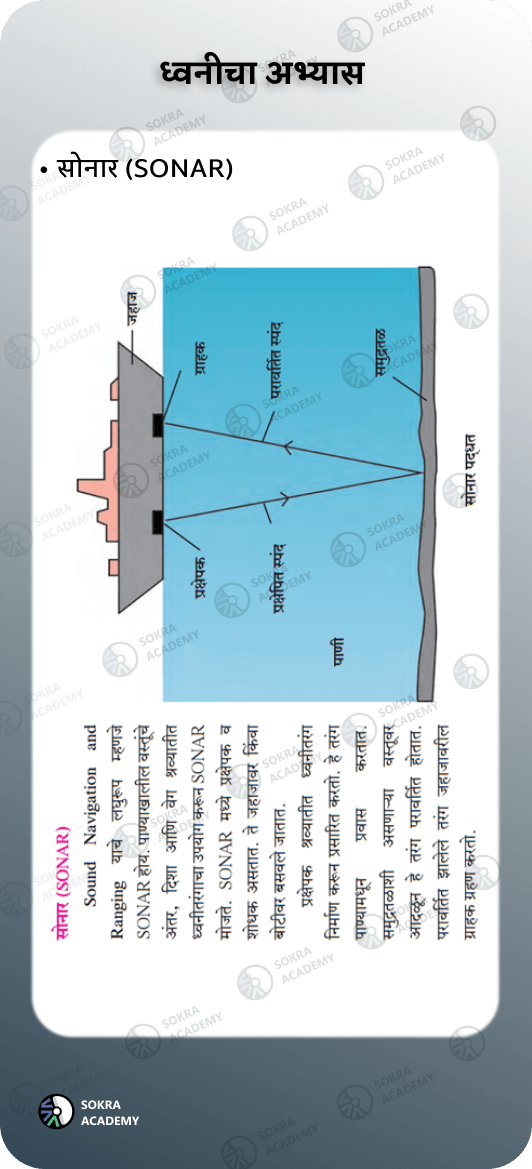 ध्वनीचा अभ्यास
• सोनार (SONAR)
सोनार (SONAR)
Sound Navigation and
Ranging याचे लघुरूप म्हणजे
SONAR होय. पाण्याखालील वस्तूंचे
अंतर, दिशा आणि वेग श्रव्यातीत
ध्वनीतरंगाचा उपयोग करून SONAR
मोजते. SONAR मध्ये प्रक्षेपक व
शोधक असतात. ते जहाजावर किंवा
बोटीवर बसवले जातात.
प्रक्षेपक श्रव्यातीत ध्वनीतरंग
निर्माण करून प्रसारित करतो. हे तरंग
पाण्यामधून प्रवास करतात.
समुद्रतळाशी असणाऱ्या वस्तूवर
आदळून हे तरंग परावर्तित होतात.
परावर्तित झालेले तरंग जहाजावरील
ग्राहक ग्रहण करतो.
जहाज
प्रक्षेपक
ग्राहक
प्रक्षेपित स्पंद
परावर्तित स्पंद
पाणी
समुद्रतळ
सोनार पद्धत
SOKRA
ACADEMY